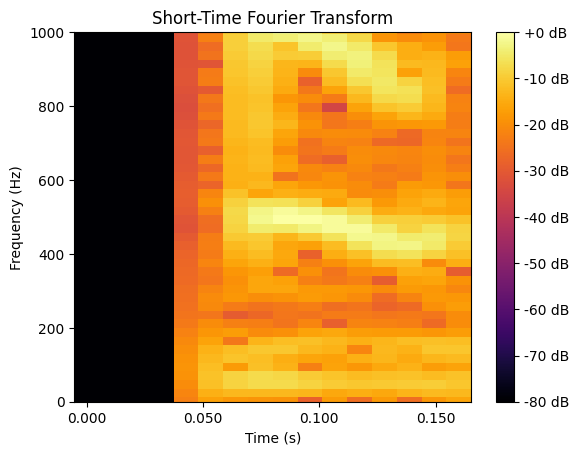 Short-Time Fourier Transform
1000
800
600
400
200
0
Frequency (Hz)
0.000
0.050
0.100
0.150
Time (s)
+0 dB
-10 dB
-20 dB
-30 dB
-40 dB
-50 dB
-60 dB
-70 dB
-80 dB